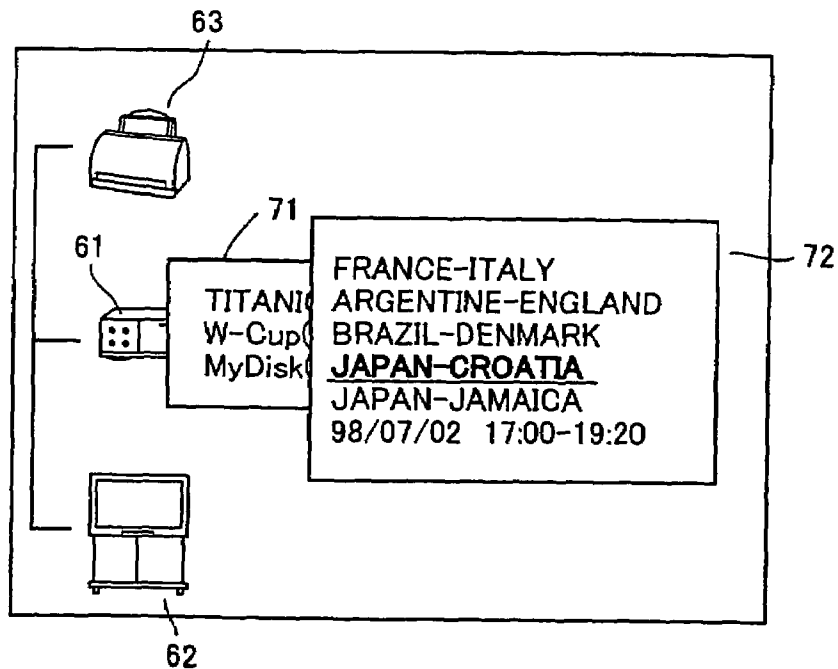 63
71
61
72
FRANCE-ITALY
ARGENTINE-ENGLAND
BRAZIL-DENMARK
JAPAN-CROATIA
JAPAN-JAMAICA
98/07/02 17:00-19:20
TITANIC
W-Cup(
MyDisk(
62